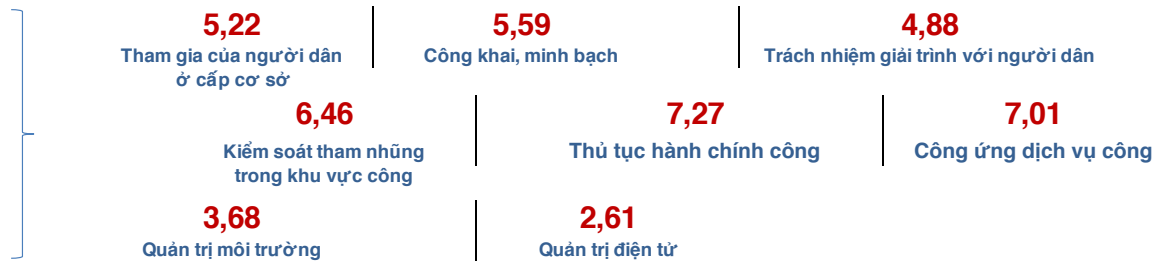 5,22
5,59
4,88
Tham gia của người dân
ở cấp cơ sở
Công khai, minh bạch
Trách nhiệm giải trình với người dân
6,46
7,27
7,01
Kiểm soát tham nhũng
trong khu vực công
Thủ tục hành chính công
Công ứng dịch vụ công
3,68
2,61
Quản trị môi trường
Quản trị điện tử